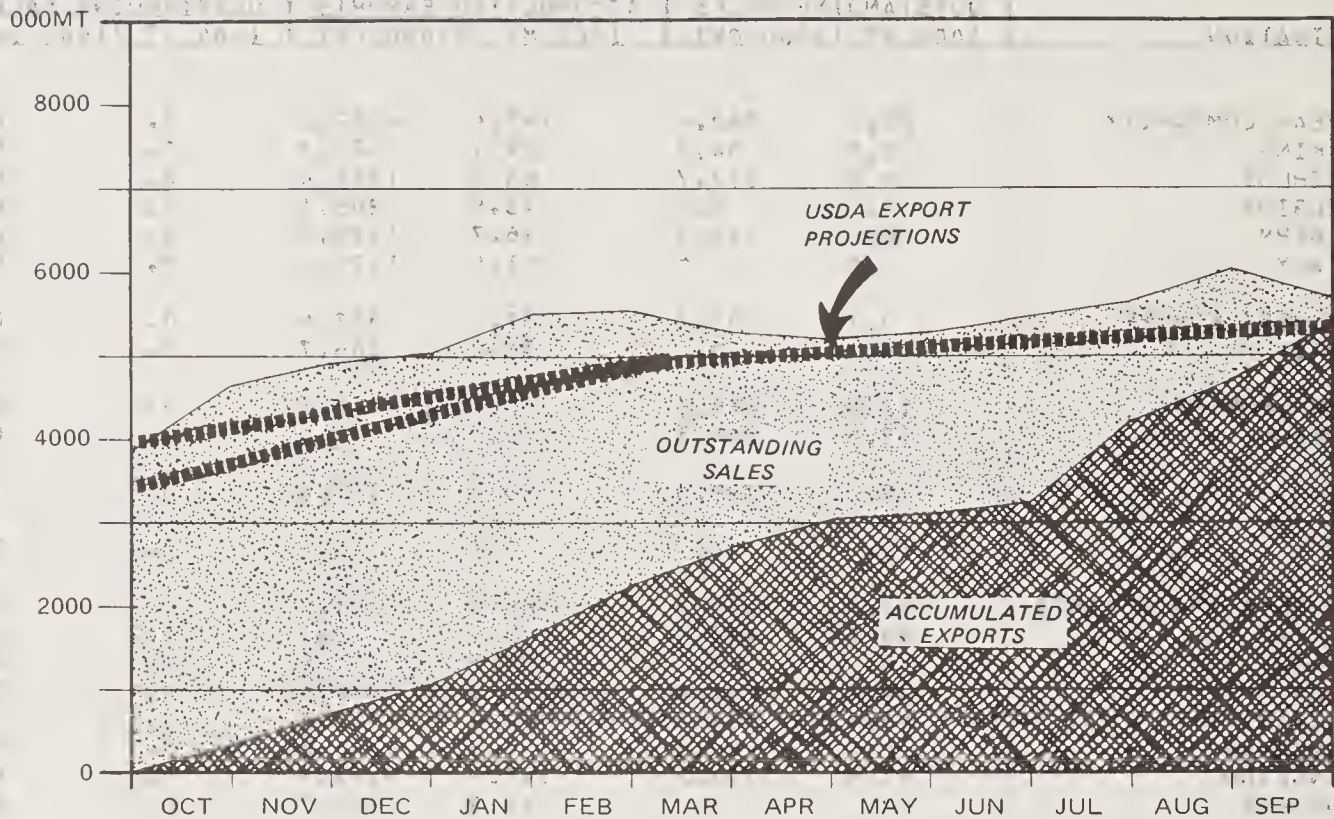 000MT
8000
6000
4000
2000
0
USDA EXPORT
PROJECTIONS
OUTSTANDING
SALES
ACCUMULATED
EXPORTS
OCT NOV DEC JAN FEB MAR APR MAY JUN JUL AUG SEP